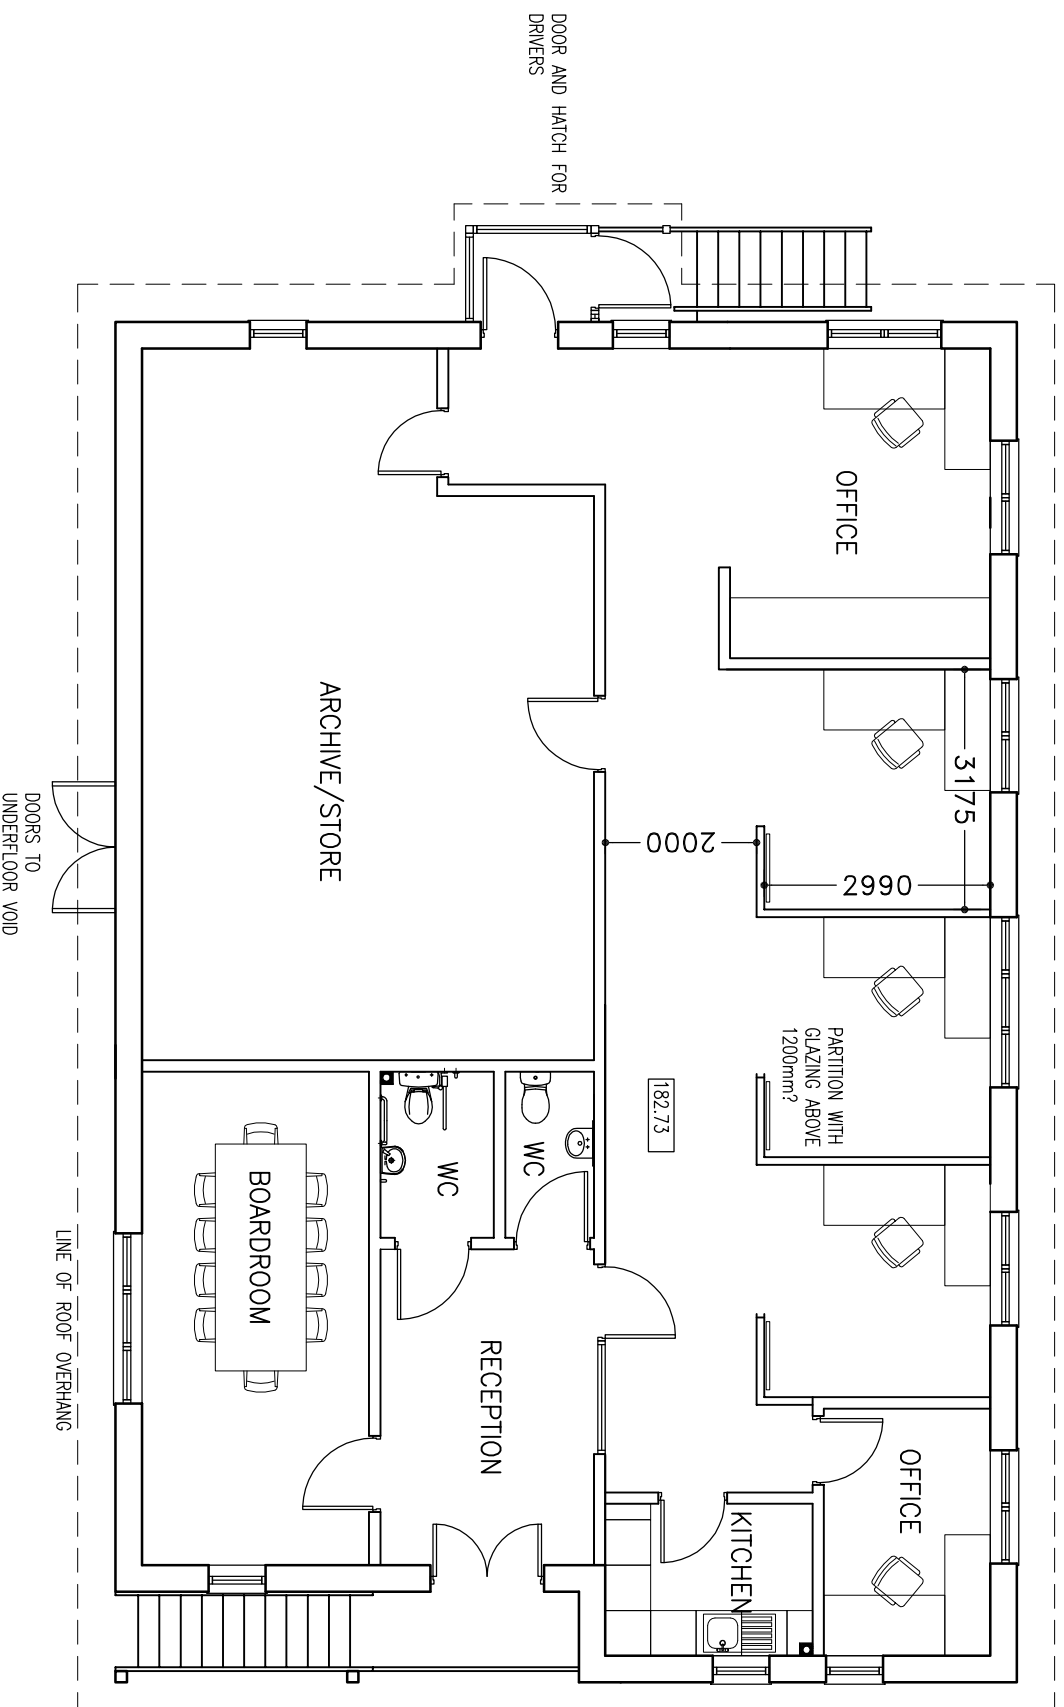 DOOR AND HATCH FOR
DRIVERS
OFFICE
3175
2990
2000
ARCHIVE/STORE
DOORS TO
UNDERFLOOR VOID
PARTITION WITH
GLAZING ABOVE
1200mm?
182.73
WC
WC
BOARDROOM
LINE OF ROOF OVERHANG
RECEPTION
OFFICE
KITCHEN